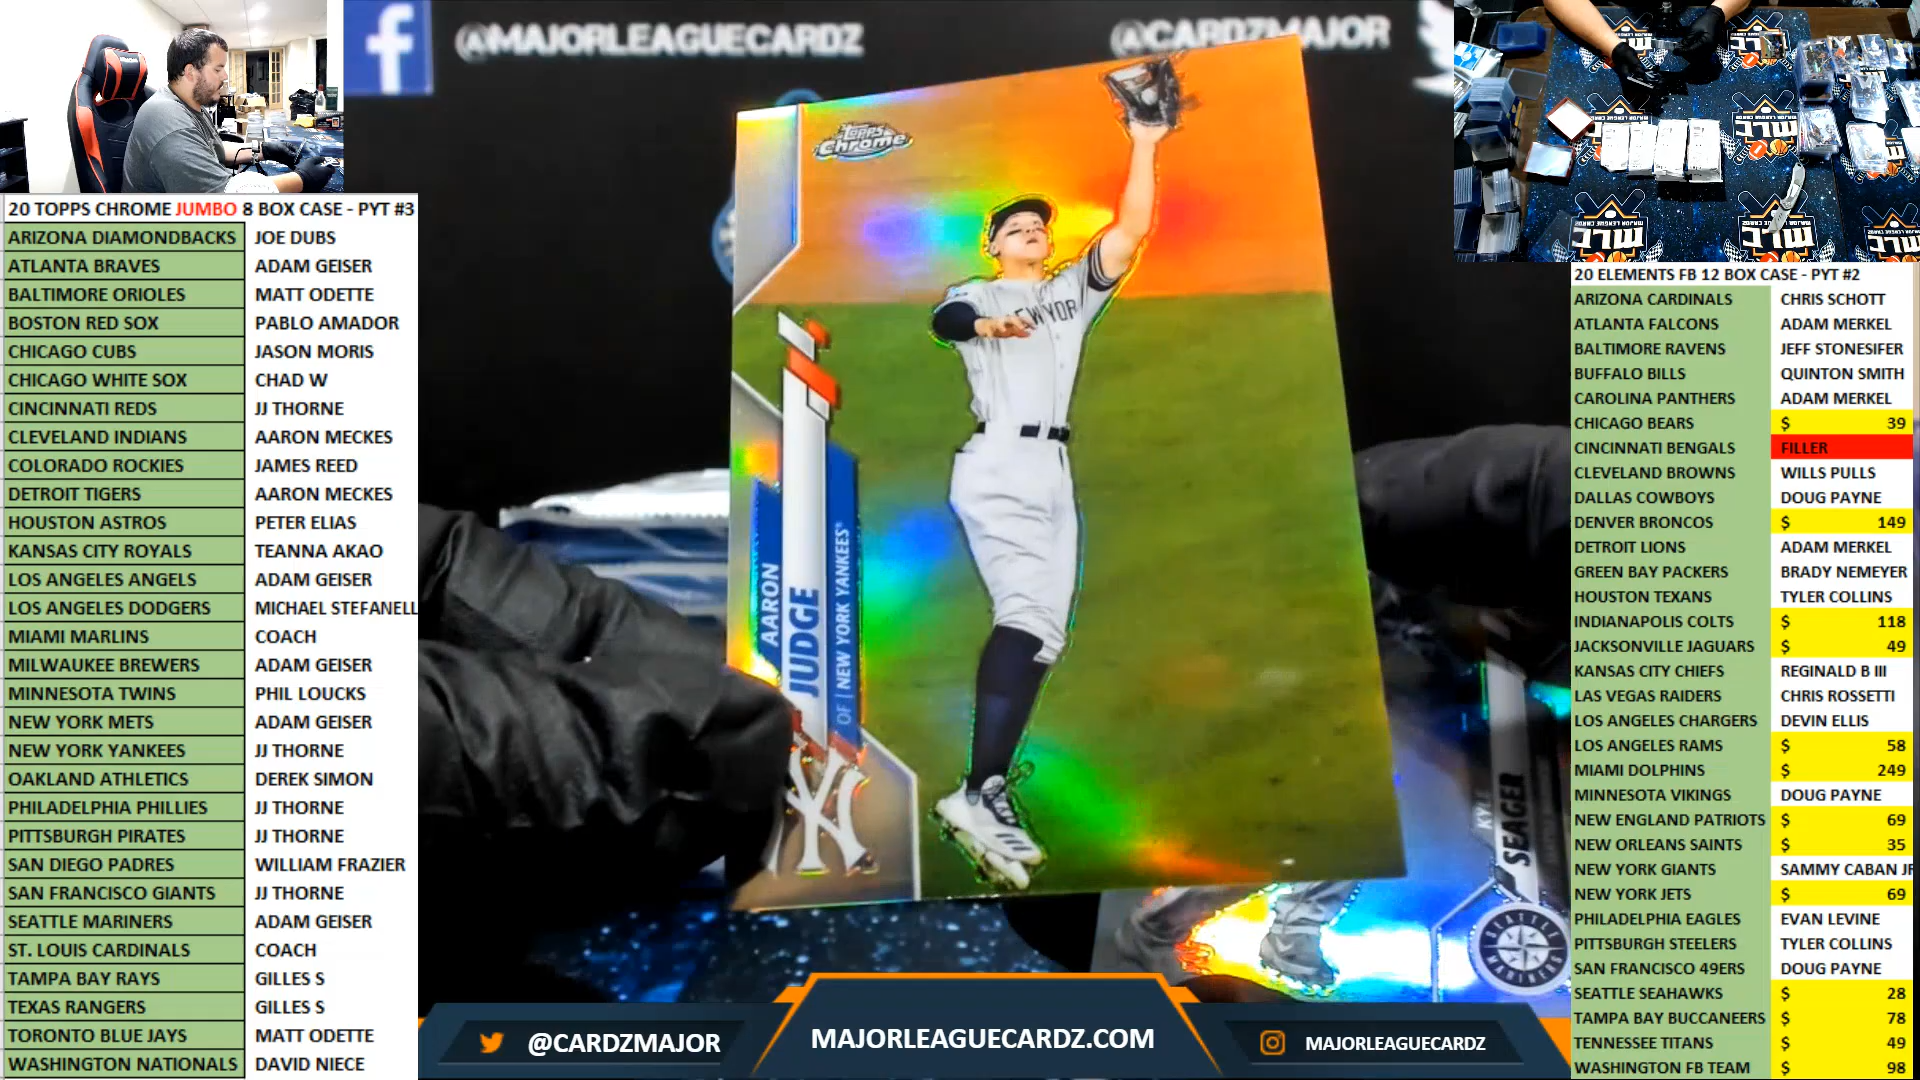 @MAJORLEAGUECARDZ
@CARDZMAJOR
20 TOPPS CHROME JUMBO 8 BOX CASE - PYT #3
ARIZONA DIAMONDBACKS JOE DUBS
ATLANTA BRAVES ADAM GEISER
BALTIMORE ORIOLES MATT ODETTE
BOSTON RED SOX PABLO AMADOR
CHICAGO CUBS JASON MORIS
CHICAGO WHITE SOX CHAD W
CINCINNATI REDS JJ THORNE
CLEVELAND INDIANS AARON MECKES
COLORADO ROCKIES JAMES REED
DETROIT TIGERS AARON MECKES
HOUSTON ASTROS PETER ELIAS
KANSAS CITY ROYALS TEANNA AKAO
LOS ANGELES ANGELS ADAM GEISER
LOS ANGELES DODGERS MICHAEL STEFANELL
MIAMI MARLINS COACH
MILWAUKEE BREWERS ADAM GEISER
MINNESOTA TWINS PHIL LOUCKS
NEW YORK METS ADAM GEISER
NEW YORK YANKEES JJ THORNE
OAKLAND ATHLETICS DEREK SIMON
PHILADELPHIA PHILLIES JJ THORNE
PITTSBURGH PIRATES JJ THORNE
SAN DIEGO PADRES WILLIAM FRAZIER
SAN FRANCISCO GIANTS JJ THORNE
SEATTLE MARINERS ADAM GEISER
ST. LOUIS CARDINALS COACH
TAMPA BAY RAYS GILLES S
TEXAS RANGERS GILLES S
TORONTO BLUE JAYS MATT ODETTE
WASHINGTON NATIONALS DAVID NIECE
Topps
Chrome
NEW YOR
AARON
JUDGE
OF | NEW YORK YANKEES®
KYLE
SEAGER
SEATTLE
MARINERS
20 ELEMENTS FB 12 BOX CASE - PYT #2
ARIZONA CARDINALS CHRIS SCHOTT
ATLANTA FALCONS ADAM MERKEL
BALTIMORE RAVENS JEFF STONESIFER
BUFFALO BILLS QUINTON SMITH
CAROLINA PANTHERS ADAM MERKEL
CHICAGO BEARS $ 39
CINCINNATI BENGALS FILLER
CLEVELAND BROWNS WILLS PULLS
DALLAS COWBOYS DOUG PAYNE
DENVER BRONCOS $ 149
DETROIT LIONS ADAM MERKEL
GREEN BAY PACKERS BRADY NEMEYER
HOUSTON TEXANS TYLER COLLINS
INDIANAPOLIS COLTS $ 118
JACKSONVILLE JAGUARS $ 49
KANSAS CITY CHIEFS REGINALD B III
LAS VEGAS RAIDERS CHRIS ROSSETTI
LOS ANGELES CHARGERS DEVIN ELLIS
LOS ANGELES RAMS $ 58
MIAMI DOLPHINS $ 249
MINNESOTA VIKINGS DOUG PAYNE
NEW ENGLAND PATRIOTS $ 69
NEW ORLEANS SAINTS $ 35
NEW YORK GIANTS SAMMY CABAN JR
NEW YORK JETS $ 69
PHILADELPHIA EAGLES EVAN LEVINE
PITTSBURGH STEELERS TYLER COLLINS
SAN FRANCISCO 49ERS DOUG PAYNE
SEATTLE SEAHAWKS $ 28
TAMPA BAY BUCCANEERS $ 78
TENNESSEE TITANS $ 49
WASHINGTON FB TEAM $ 98
@CARDZMAJOR
MAJORLEAGUECARDZ.COM
MAJORLEAGUECARDZ